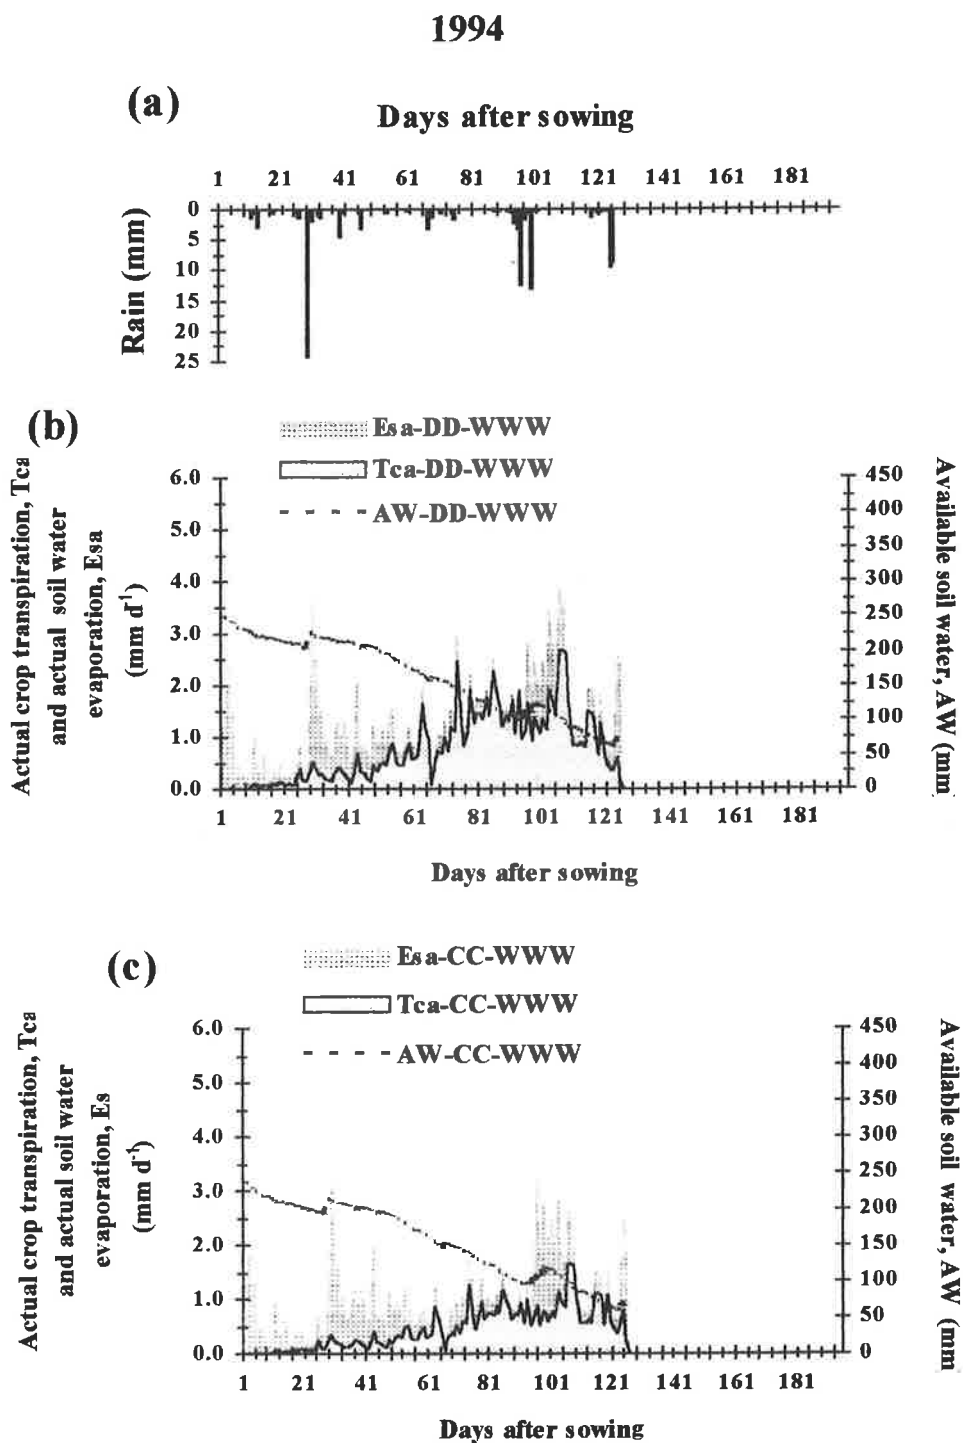 1994
(a)
Days after sowing
1 21 41 61 81 101 121 141 161 181
Rain (mm)
0
5
10
15
20
25
(b)
Esa-DD-WWW
Tca-DD-WWW
AW-DD-WWW
Actual crop transpiration, Tca
and actual soil water
evaporation, Esa
(mm d-1)
6.0
5.0
4.0
3.0
2.0
1.0
0.0
450
400
350
300
250
200
150
100
50
0
Available soil water, AW (mm
1 21 41 61 81 101 121 141 161 181
Days after sowing
(c)
Esa-CC-WWW
Tca-CC-WWW
AW-CC-WWW
Actual crop transpiration, Tca
and actual soil water
evaporation, Es
(mm d-1)
6.0
5.0
4.0
3.0
2.0
1.0
0.0
450
400
350
300
250
200
150
100
50
0
Available soil water, AW (mm
1 21 41 61 81 101 121 141 161 181
Days after sowing